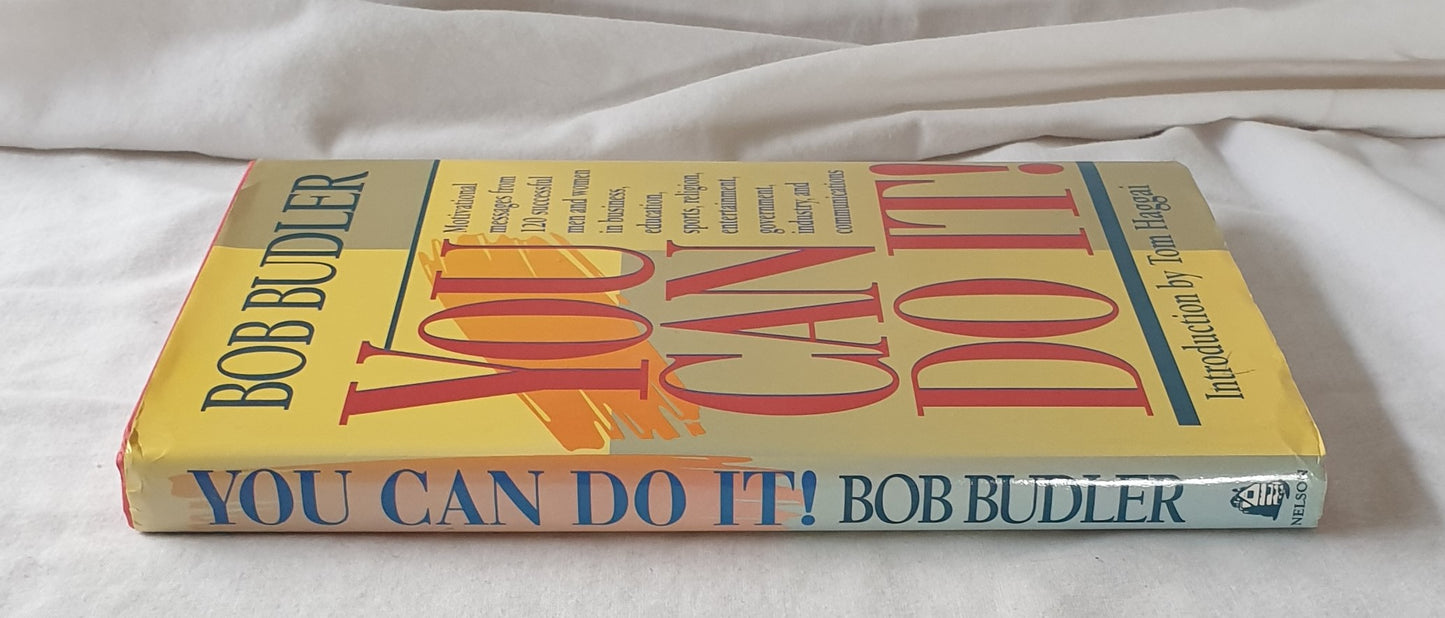 BOB BUDLER
Motivational
messages from
120 successful
men and women
in business,
education,
sports, religion,
entertainment,
government,
industry, and
communications
YOU
CAN
DO IT!
Introduction by Tom Haggai
YOU CAN DO IT! BOB BUDLER
NELSON